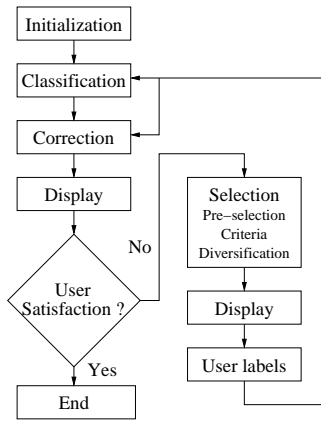 Initialization
Classification
Correction
Display
User
Satisfaction ?
No
Yes
End
Selection
Pre−selection
Criteria
Diversification
Display
User labels